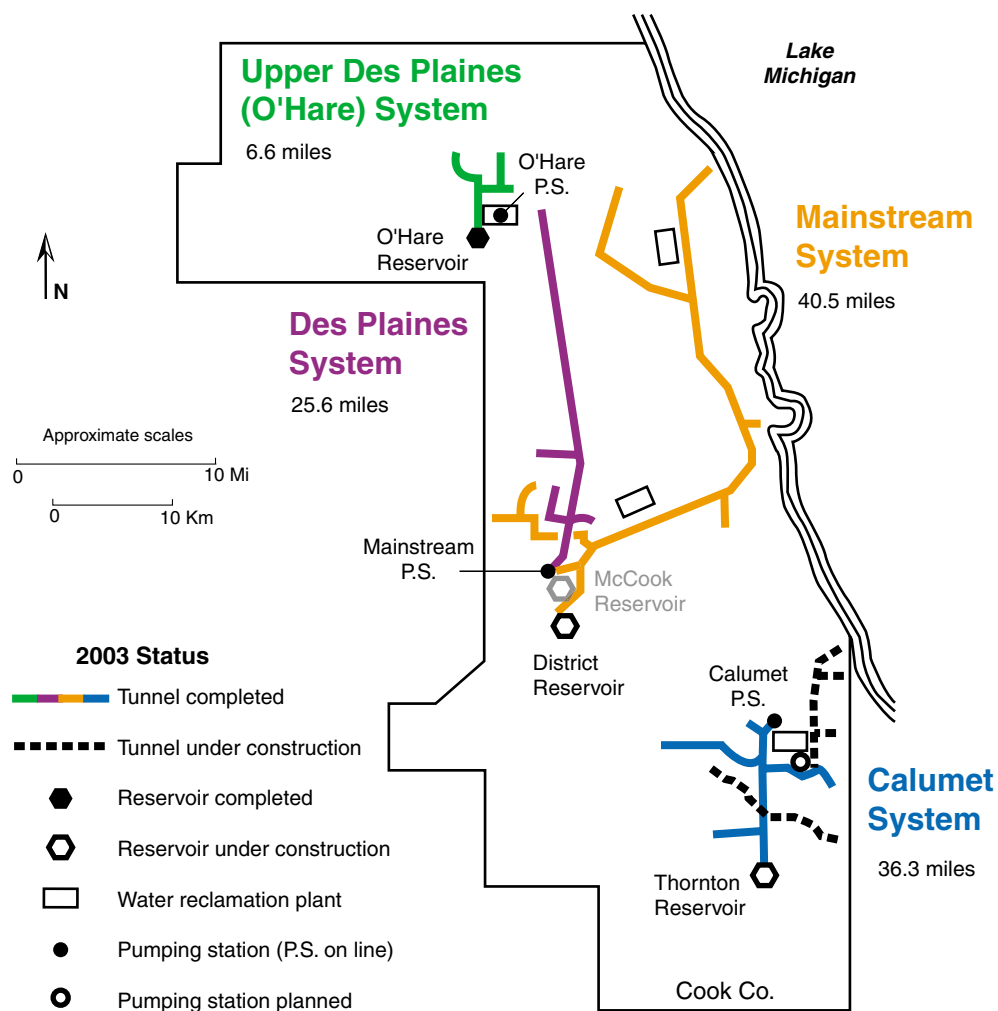 Lake
Michigan
Upper Des Plaines
(O'Hare) System
6.6 miles
O'Hare
P.S.
O'Hare
Reservoir
Mainstream
System
40.5 miles
N
Des Plaines
System
25.6 miles
Approximate scales
0 10 Mi
0 10 Km
Mainstream
P.S.
McCook
Reservoir
District
Reservoir
Calumet
P.S.
Calumet
System
36.3 miles
Thornton
Reservoir
Cook Co.
2003 Status
Tunnel completed
Tunnel under construction
Reservoir completed
Reservoir under construction
Water reclamation plant
Pumping station (P.S. on line)
Pumping station planned